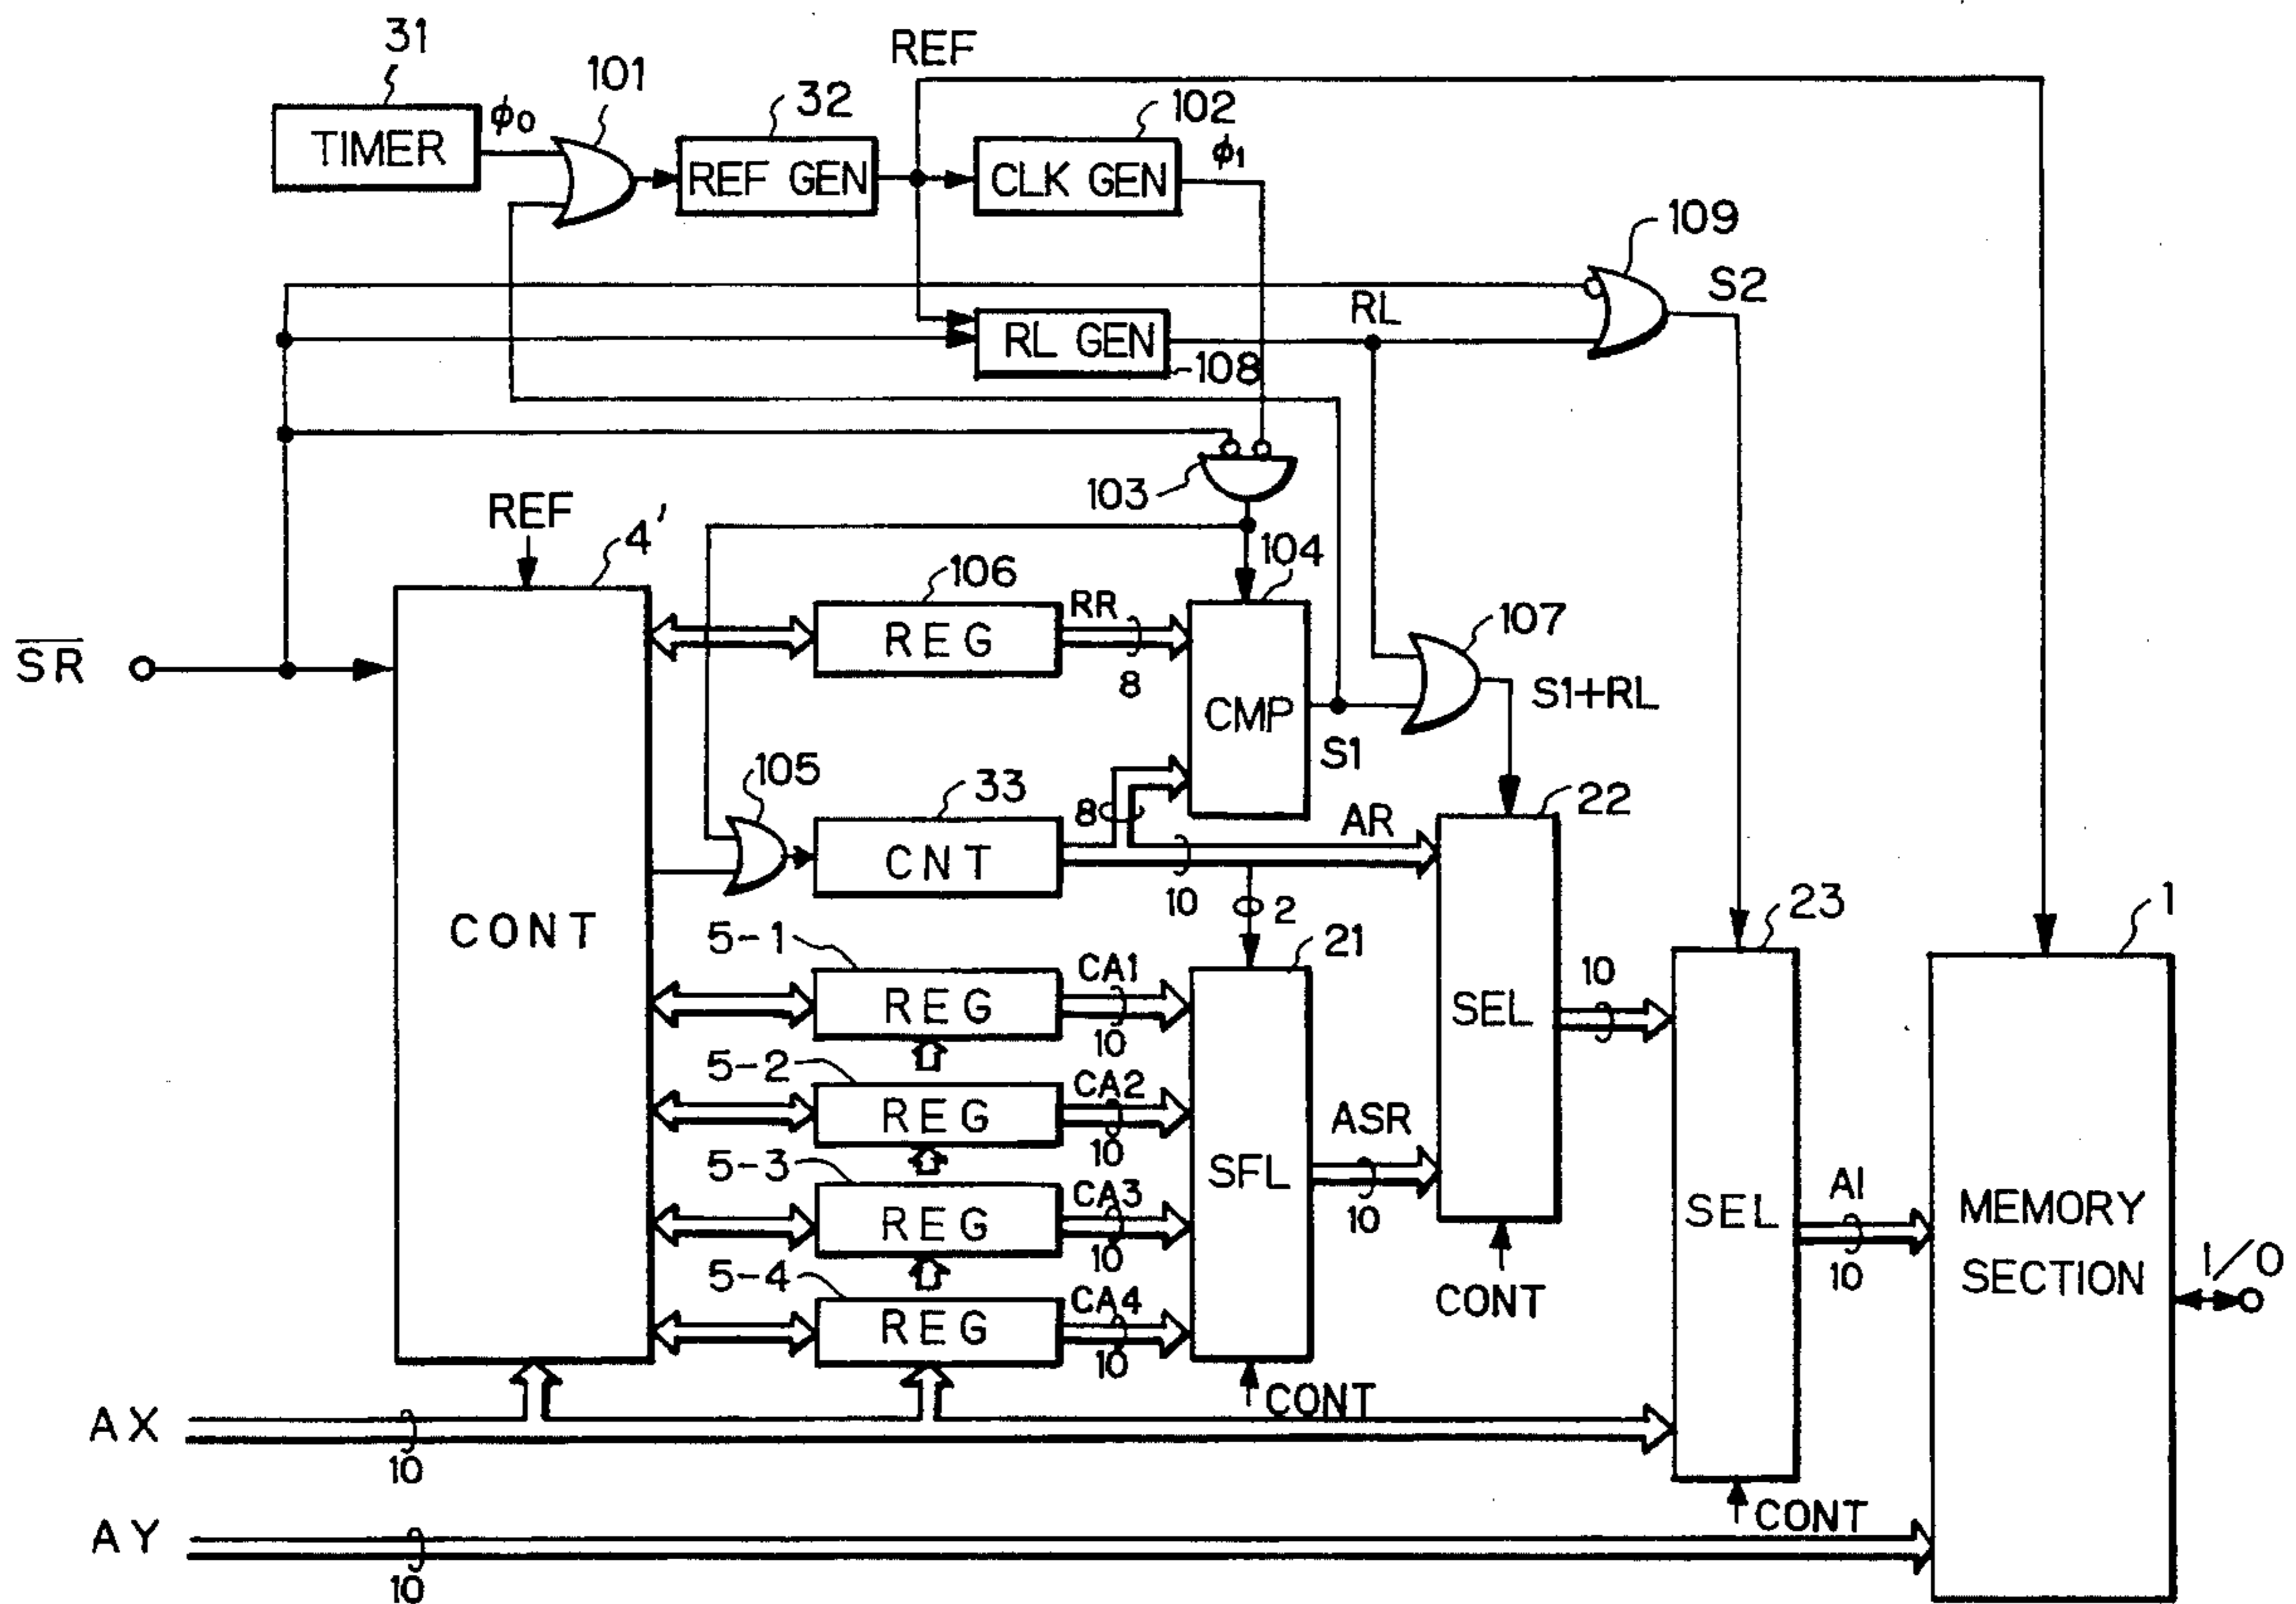 31
101
REF
32
102
TIMER
φ0
REF GEN
CLK GEN
φ1
109
S2
RL
RL GEN
108
103
REF
4'
106
104
SR
REG
RR
8
107
CMP
S1+RL
S1
105
33
22
8
AR
CNT
10
2
23
1
CONT
5-1
CA1
21
10
REG
10
SEL
5-2
CA2
REG
10
ASR
5-3
SFL
CA3
10
REG
10
SEL
AI
10
MEMORY
SECTION
I/O
5-4
CA4
REG
10
CONT
CONT
AX
10
CONT
AY
10